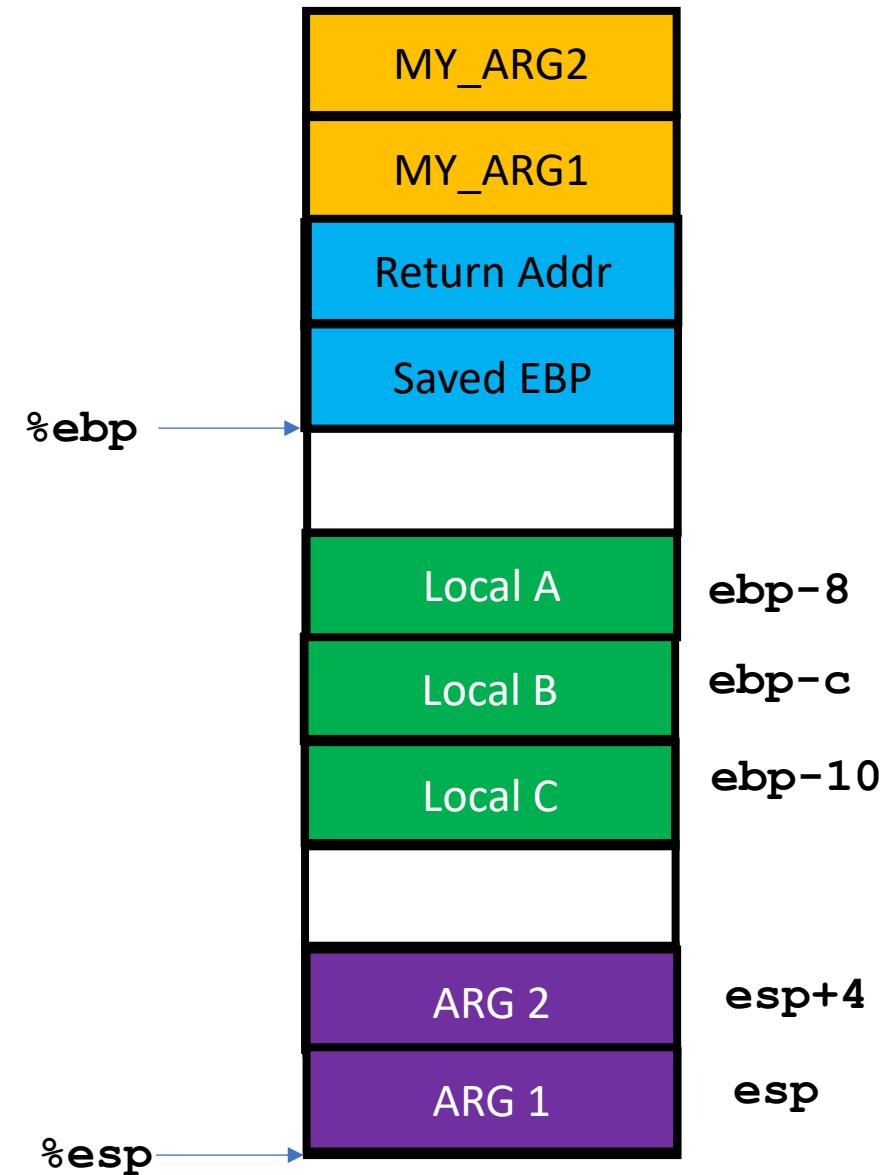 MY_ARG2
MY_ARG1
Return Addr
Saved EBP
%ebp
Local A
ebp-8
Local B
ebp-c
Local C
ebp-10
ARG 2
esp+4
ARG 1
esp
%esp